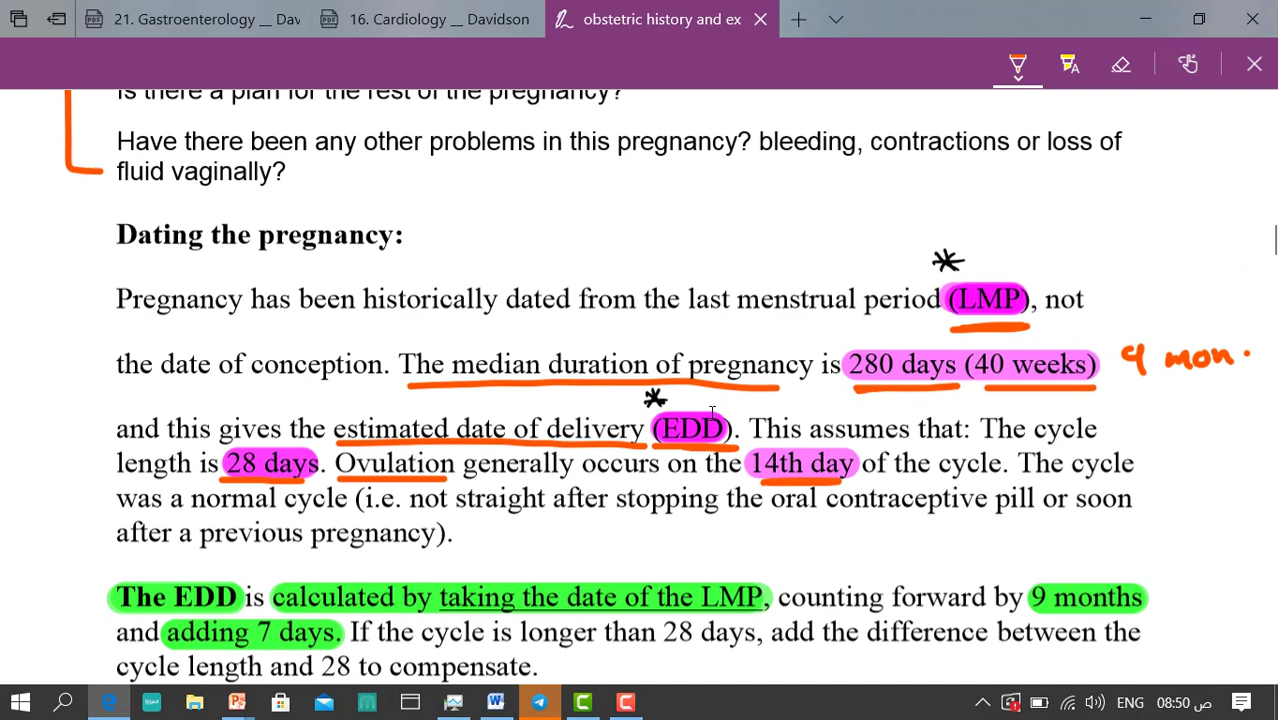 21. Gastroenterology __ Dav
16. Cardiology __ Davidson
obstetric history and ex
Is there a plan for the rest of the pregnancy?
Have there been any other problems in this pregnancy? bleeding, contractions or loss of
fluid vaginally?
Dating the pregnancy:
Pregnancy has been historically dated from the last menstrual period (LMP), not
the date of conception. The median duration of pregnancy is 280 days (40 weeks) 9 mon.
and this gives the estimated date of delivery (EDD). This assumes that: The cycle
length is 28 days. Ovulation generally occurs on the 14th day of the cycle. The cycle
was a normal cycle (i.e. not straight after stopping the oral contraceptive pill or soon
after a previous pregnancy).
The EDD is calculated by taking the date of the LMP, counting forward by 9 months
and adding 7 days. If the cycle is longer than 28 days, add the difference between the
cycle length and 28 to compensate.
ENG ص 08:50